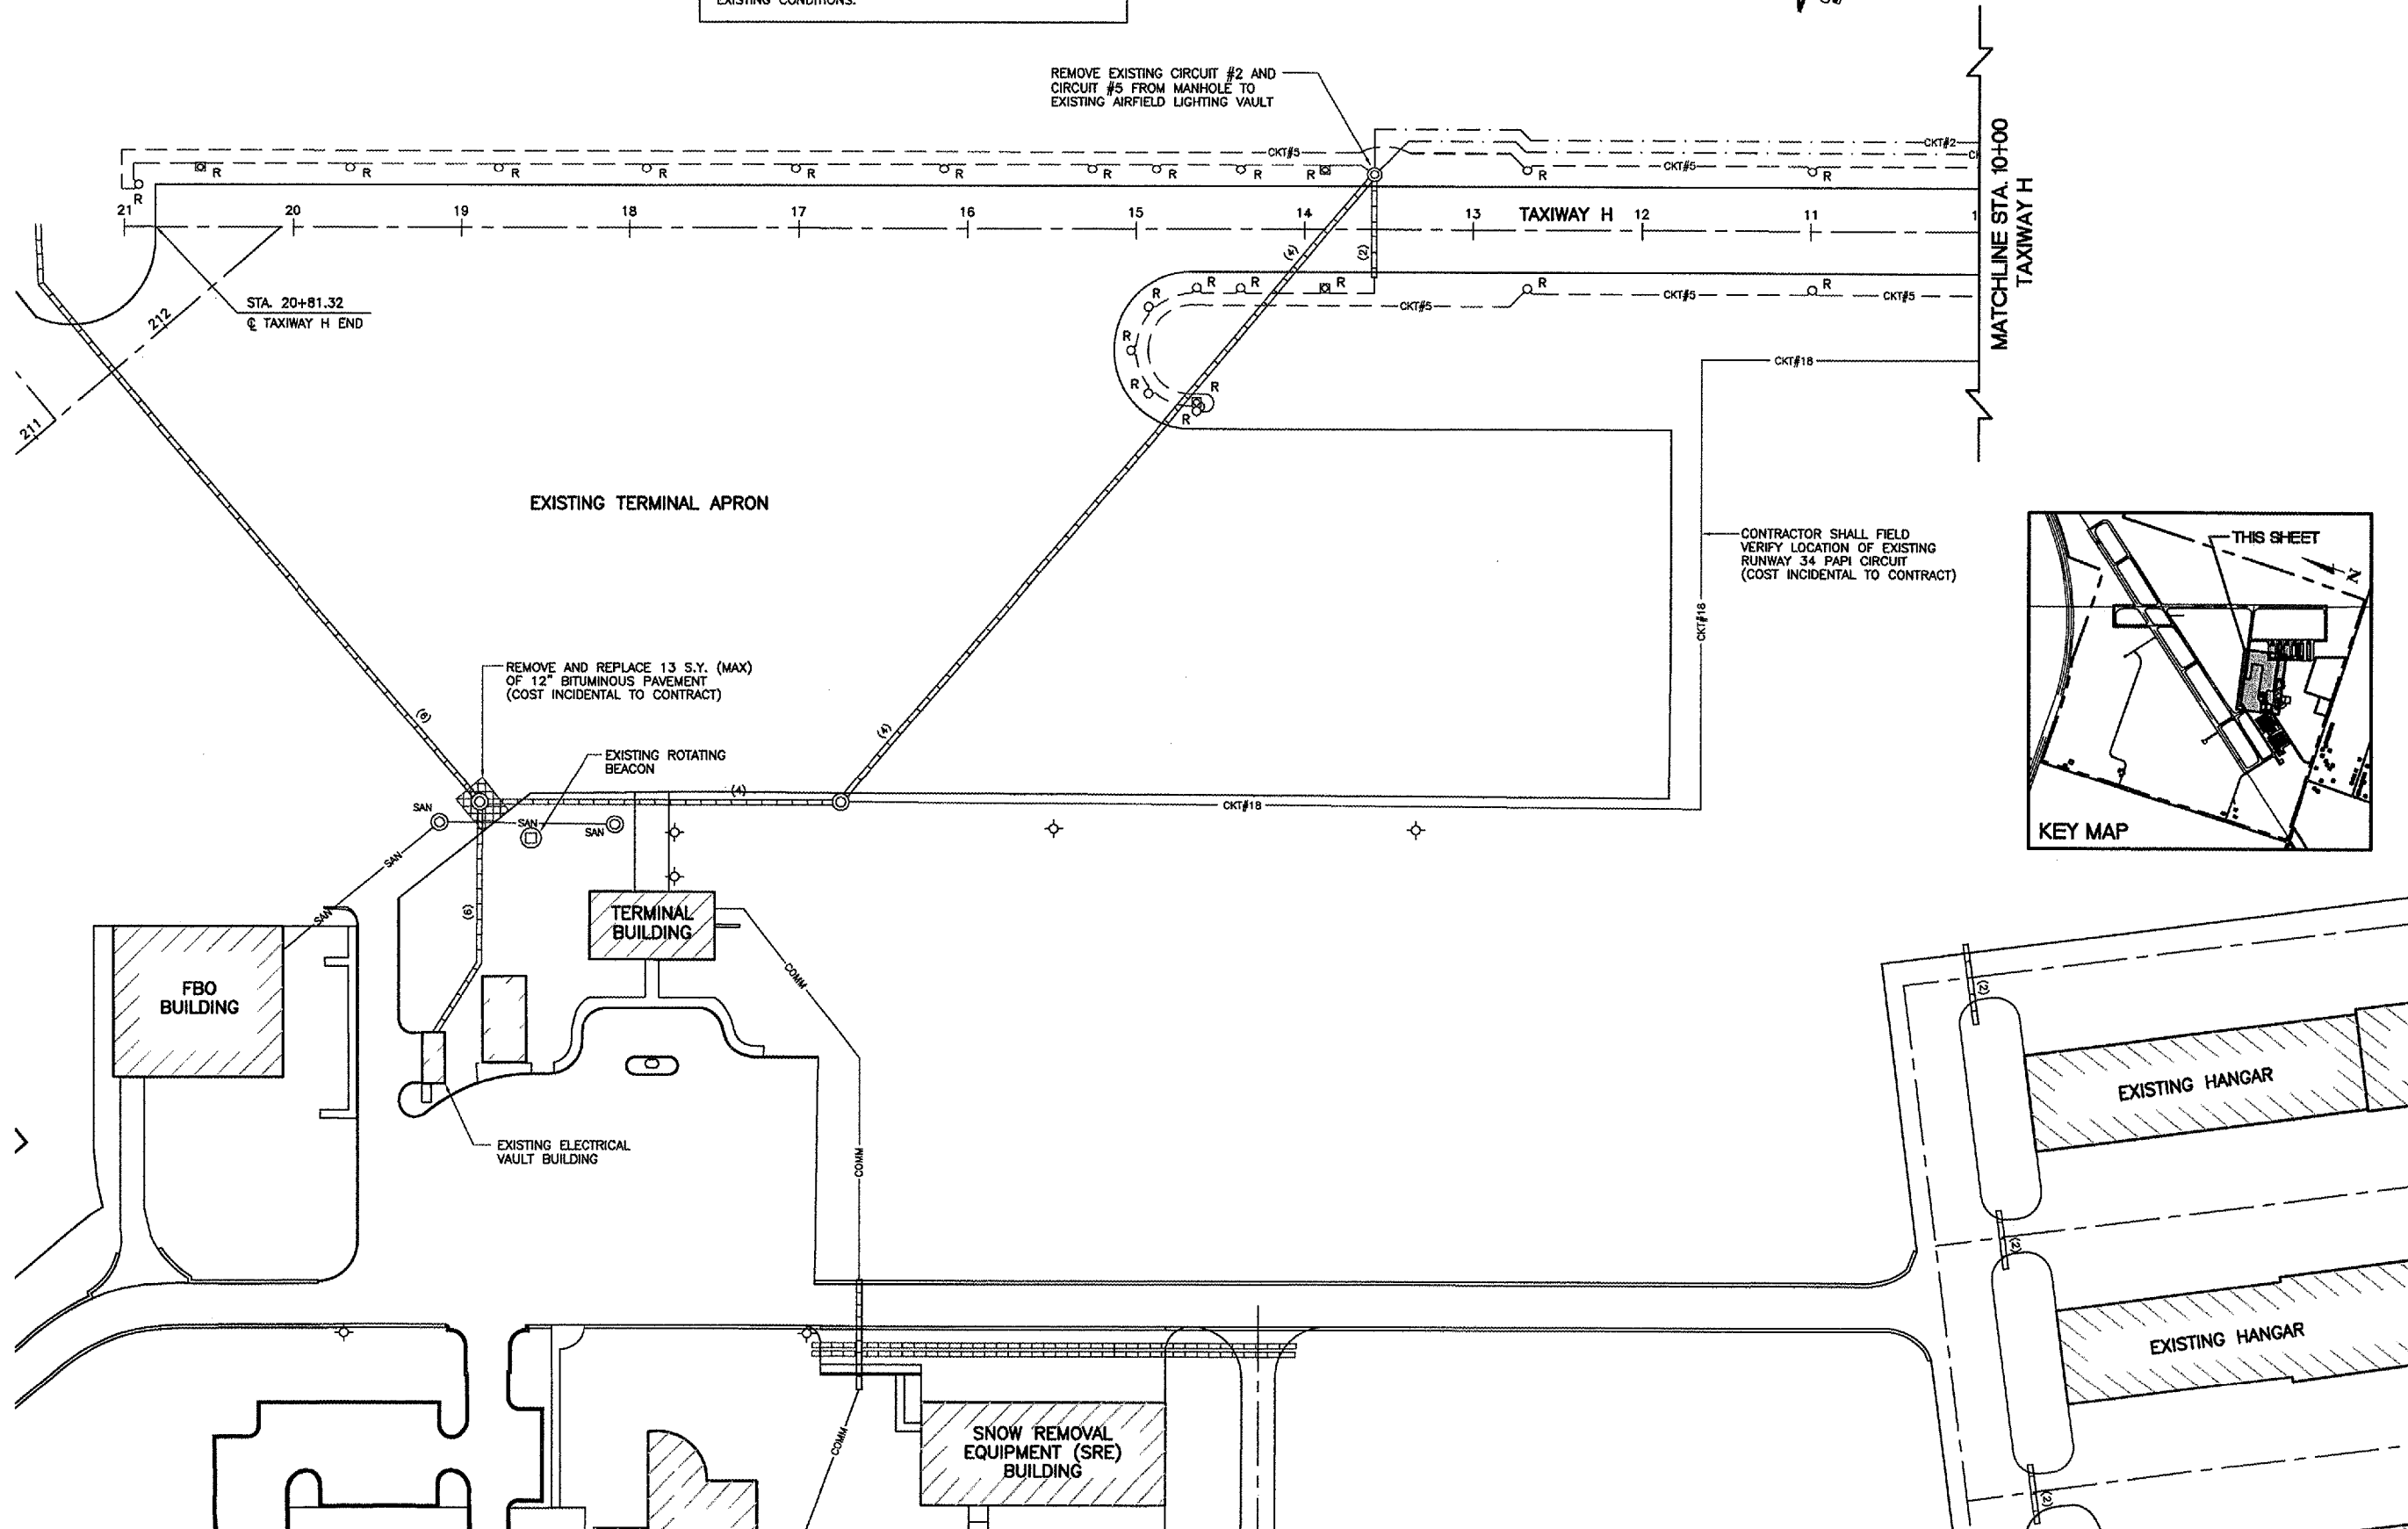 EXISTING CONDITIONS.
REMOVE EXISTING CIRCUIT #2 AND
CIRCUIT #5 FROM MANHOLE TO
EXISTING AIRFIELD LIGHTING VAULT
CKT#2
CKT#5
CKT#5
R
R
R
R
R
R
R
R
R
R
R
R
R
21
20
19
18
17
16
15
14
13
TAXIWAY H
12
11
MATCHLINE STA. 10+00
TAXIWAY H
(4)
(2)
R
R
R
R
R
R
R
R
R
R
CKT#5
CKT#5
CKT#5
STA. 20+81.32
℄ TAXIWAY H END
212
211
CKT#18
EXISTING TERMINAL APRON
CONTRACTOR SHALL FIELD
VERIFY LOCATION OF EXISTING
RUNWAY 34 PAPI CIRCUIT
(COST INCIDENTAL TO CONTRACT)
CKT#18
THIS SHEET
N
KEY MAP
REMOVE AND REPLACE 13 S.Y. (MAX)
OF 12" BITUMINOUS PAVEMENT
(COST INCIDENTAL TO CONTRACT)
(4)
EXISTING ROTATING
BEACON
(4)
CKT#18
SAN
SAN
SAN
SAN
SAN
TERMINAL
BUILDING
COMM
FBO
BUILDING
(2)
EXISTING HANGAR
EXISTING ELECTRICAL
VAULT BUILDING
COMM
(2)
EXISTING HANGAR
SNOW REMOVAL
EQUIPMENT (SRE)
BUILDING
COMM
(2)